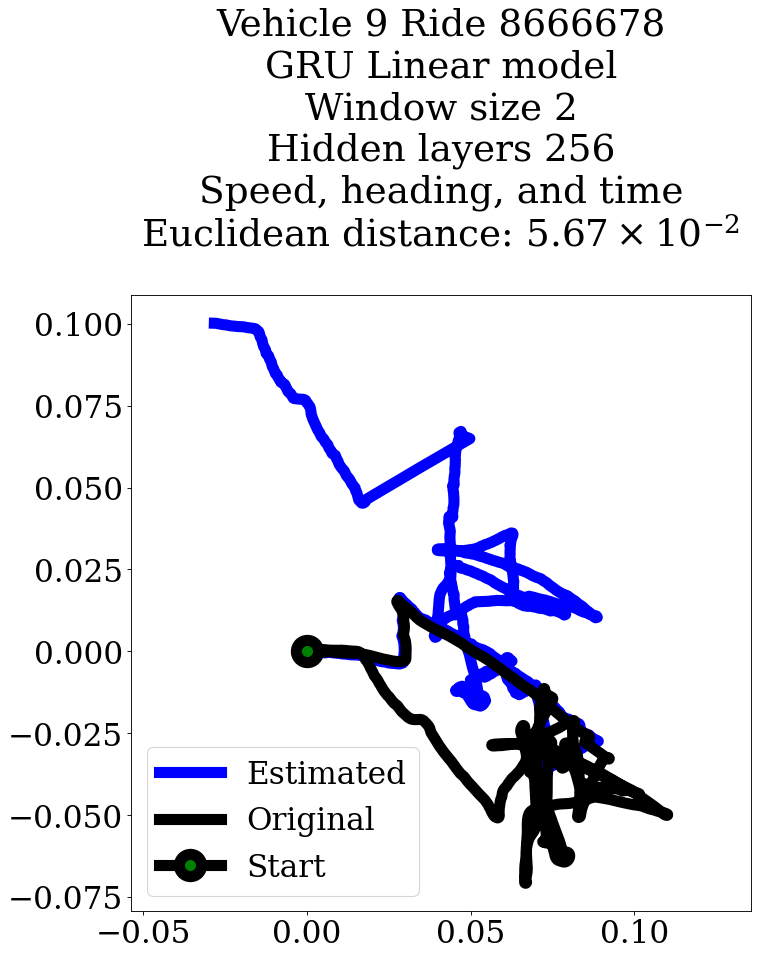 Vehicle 9 Ride 8666678
GRU Linear model
Window size 2
Hidden layers 256
Speed, heading, and time
Euclidean distance: 5.67 × 10⁻²
0.100
0.075
0.050
0.025
0.000
−0.025
−0.050
−0.075
Estimated
Original
Start
−0.05 0.00 0.05 0.10